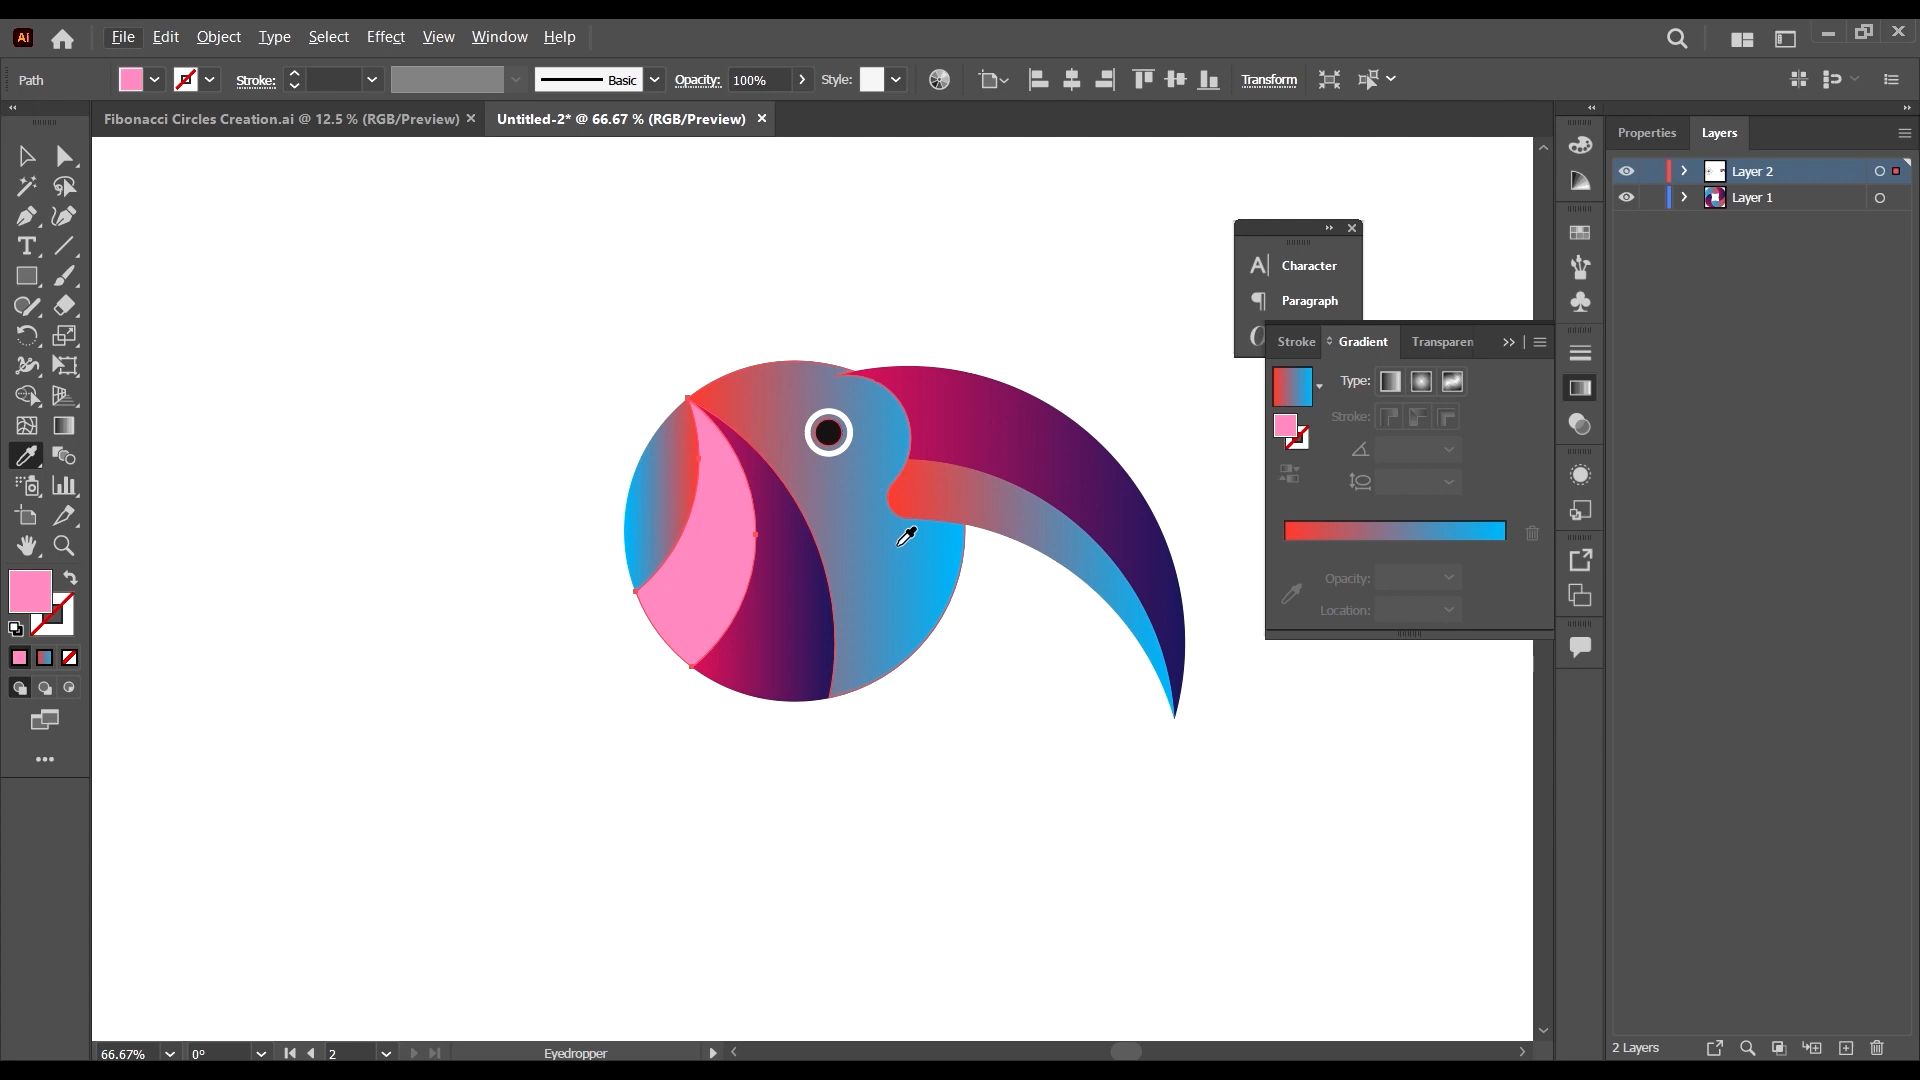 Ai File Edit Object Type Select Effect View Window Help
Path Stroke: Basic Opacity: 100% Style: Transform
Fibonacci Circles Creation.ai @ 12.5 % (RGB/Preview) × Untitled-2* @ 66.67 % (RGB/Preview) ×
Properties Layers
Layer 2
Layer 1
Character
Paragraph
Stroke Gradient Transparen
Type:
Stroke:
Opacity:
Location:
66.67% 0° 2 Eyedropper
2 Layers